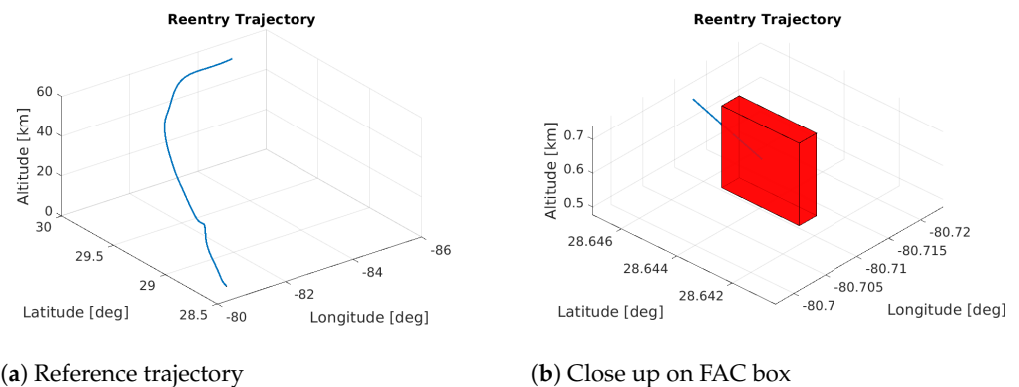 Reentry Trajectory
60
40
20
0
Altitude [km]
30
29.5
29
28.5
Latitude [deg]
-80
-82
-84
-86
Longitude [deg]
(a) Reference trajectory
Reentry Trajectory
0.7
0.6
0.5
Altitude [km]
28.646
28.644
28.642
Latitude [deg]
-80.7
-80.705
-80.71
-80.715
-80.72
Longitude [deg]
(b) Close up on FAC box